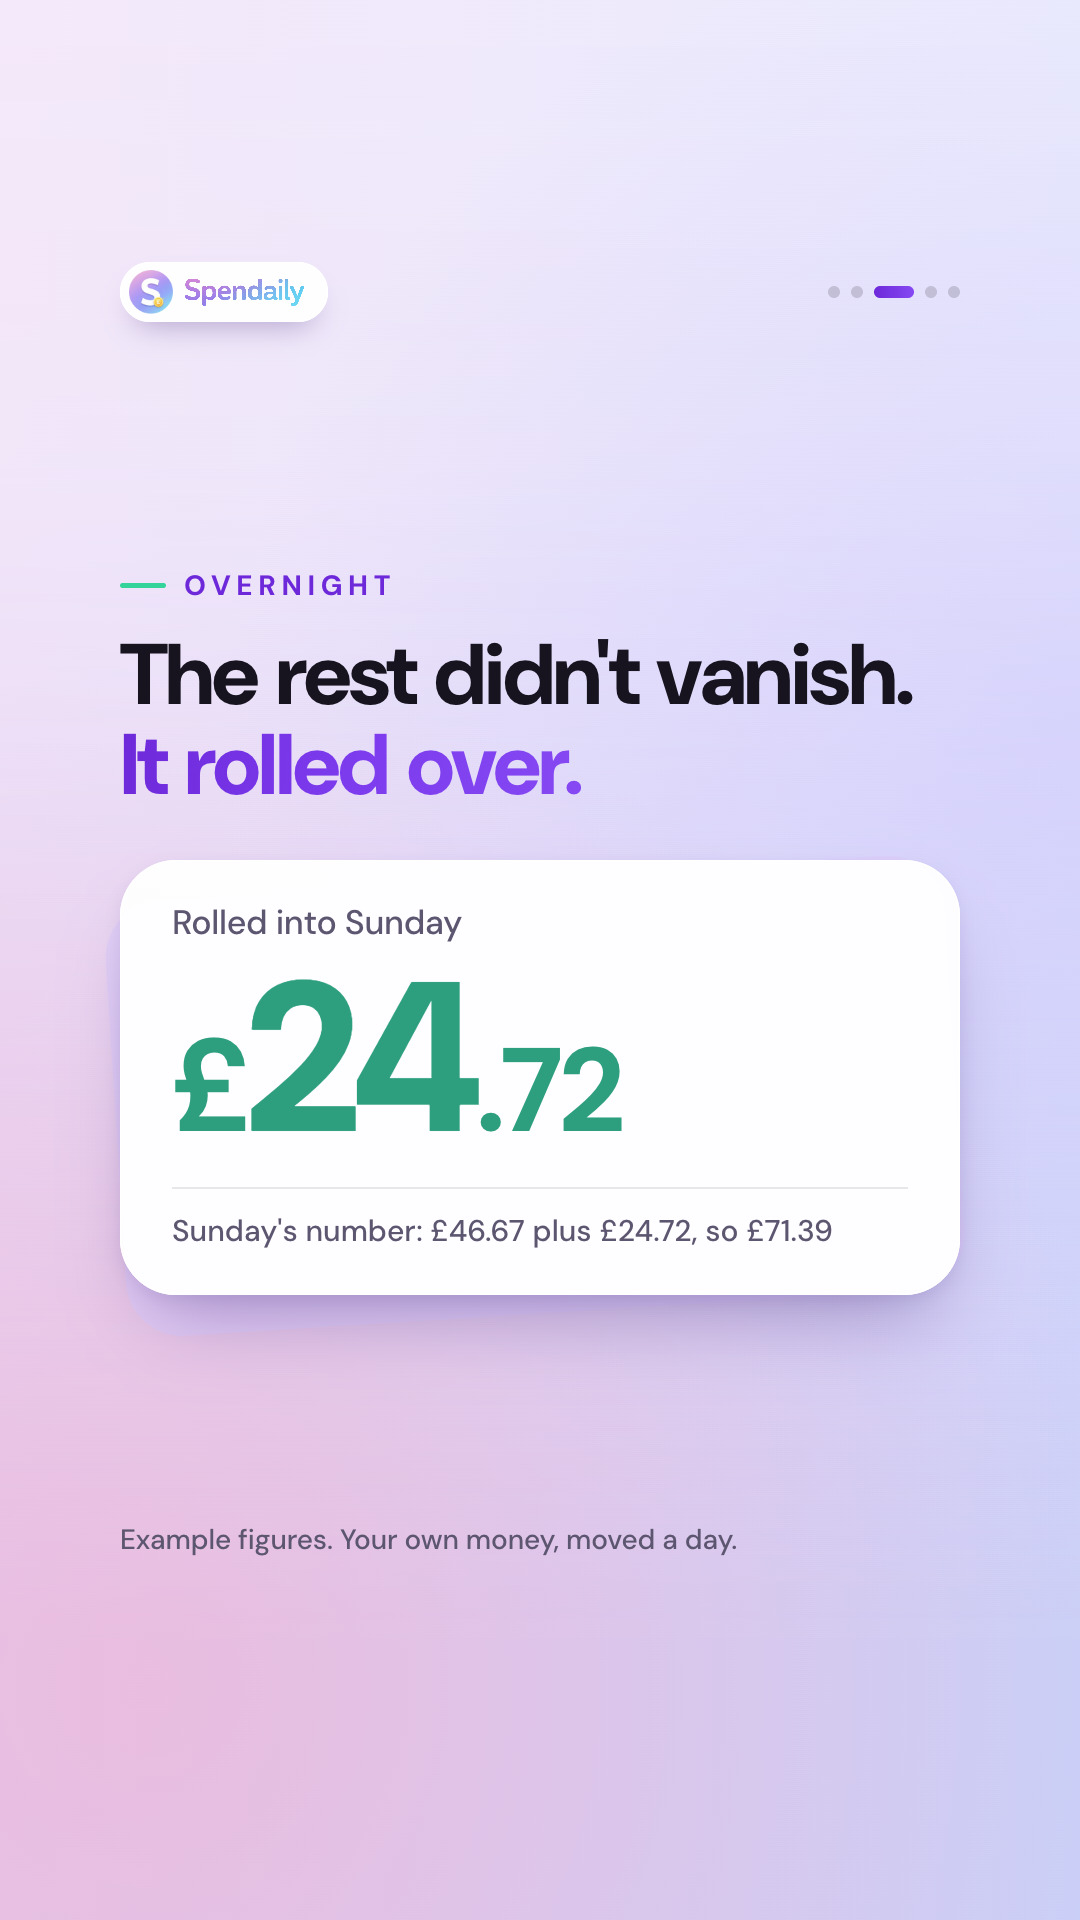 Spendaily
OVERNIGHT
The rest didn't vanish.
It rolled over.
Rolled into Sunday
£24.72
Sunday's number: £46.67 plus £24.72, so £71.39
Example figures. Your own money, moved a day.